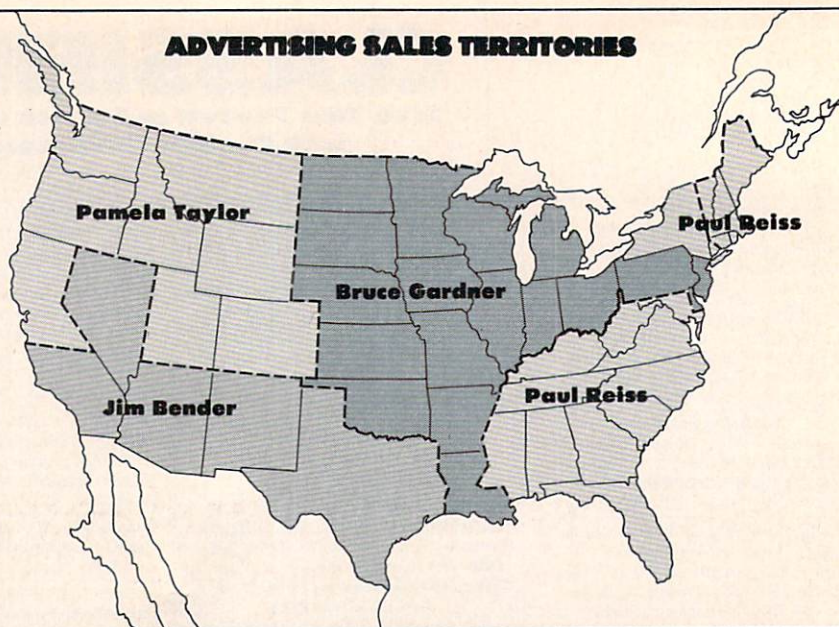 ADVERTISING SALES TERRITORIES
Pamela Taylor
Paul Reiss
Bruce Gardner
Jim Bender
Paul Reiss